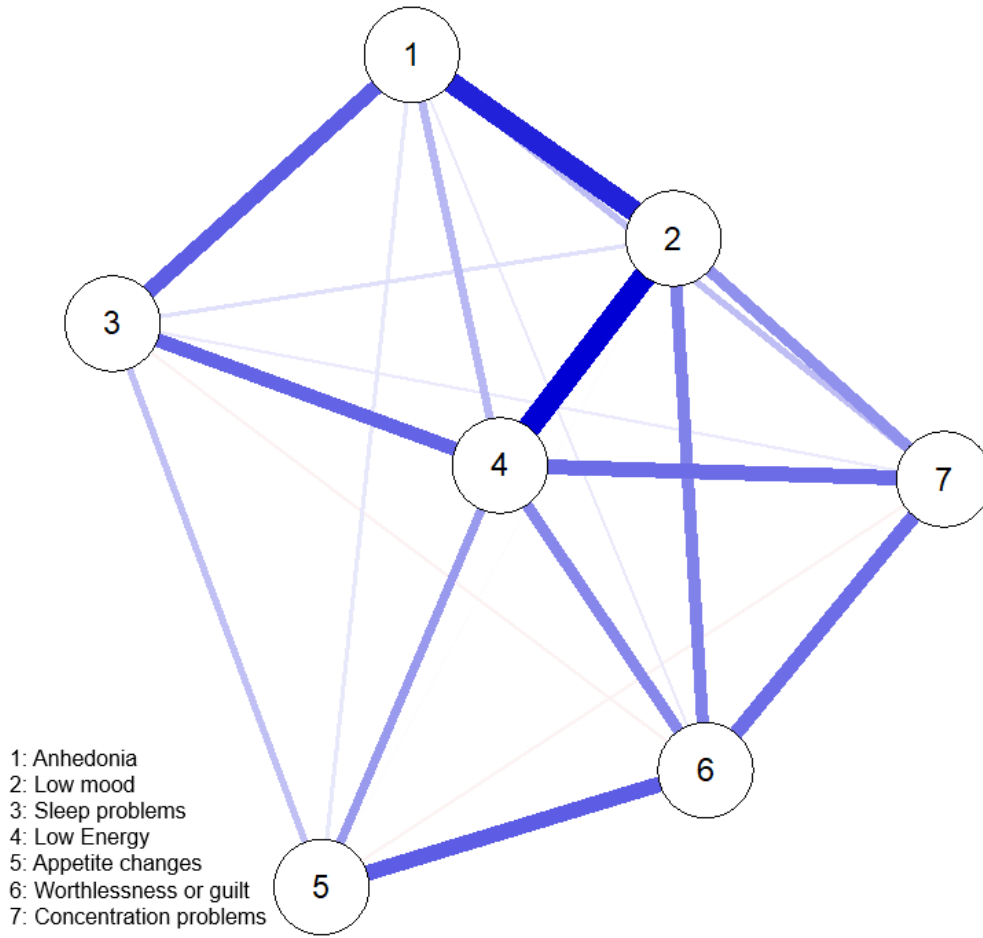 1
2
3
4
7
6
5
1: Anhedonia
2: Low mood
3: Sleep problems
4: Low Energy
5: Appetite changes
6: Worthlessness or guilt
7: Concentration problems